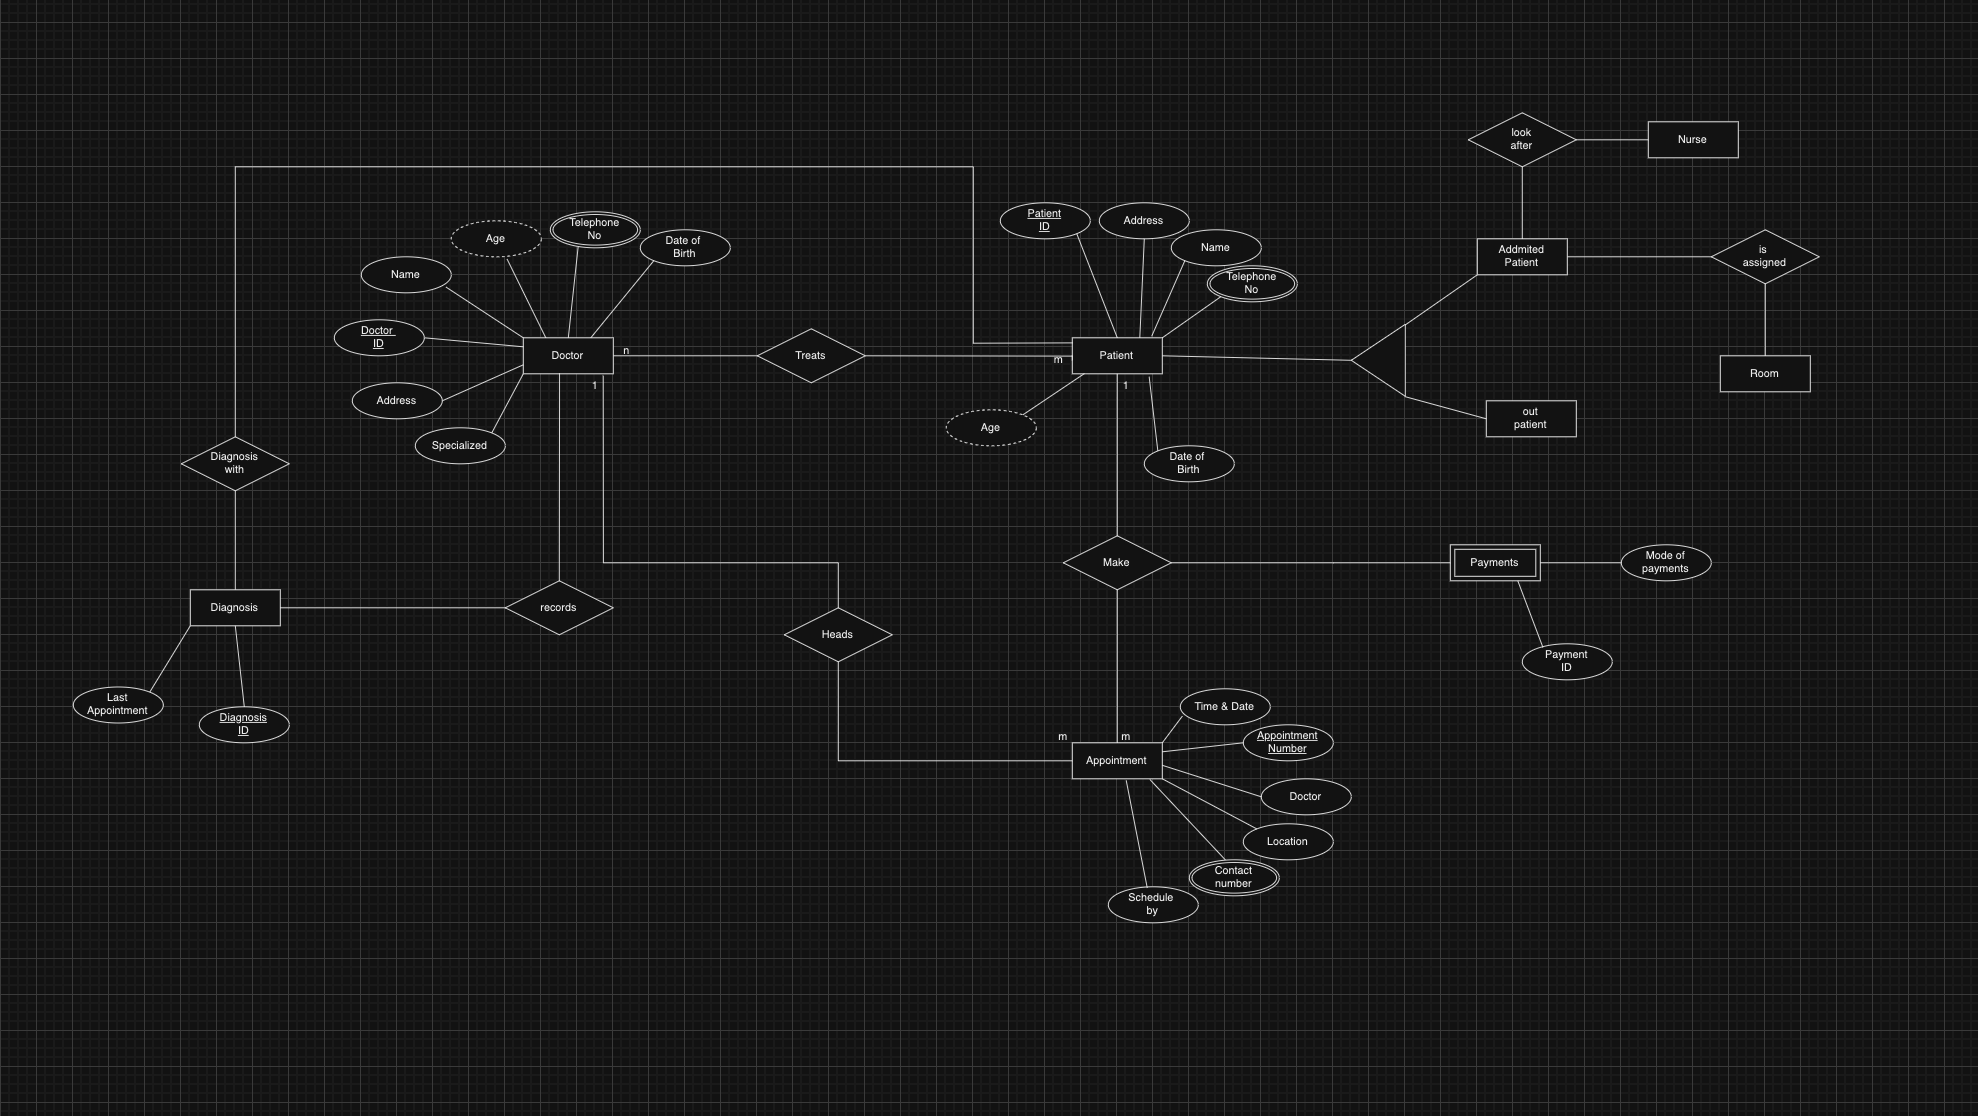 look
after
Nurse
Patient
ID
Address
Telephone
No
Age
Date of
Birth
Name
Addmited
Patient
is
assigned
Name
Telephone
No
Doctor
ID
n
Doctor
Treats
m
Patient
1
1
Room
Address
Age
out
patient
Specialized
Diagnosis
with
Date of
Birth
Make
Payments
Mode of
payments
Diagnosis
records
Heads
Payment
ID
Last
Appointment
Diagnosis
ID
Time & Date
m
m
Appointment
Number
Appointment
Doctor
Location
Contact
number
Schedule
by